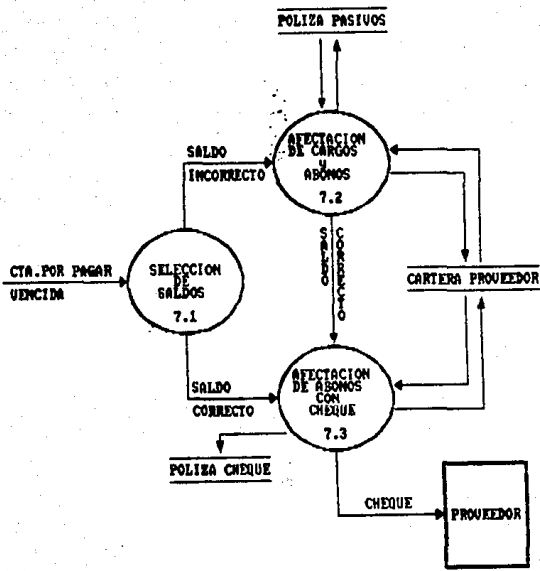 POLIZA PASIVOS
AFECTACION
DE CARGOS
y
ABONOS
7.2
SALDO
INCORRECTO
SALDO
CORRECTO
CTA.POR PAGAR
VENCIDA
SELECCION
DE
SALDOS
7.1
CARTERA PROVEEDOR
AFECTACION
DE ABONOS
CON
CHEQUE
7.3
SALDO
CORRECTO
POLIZA CHEQUE
CHEQUE
PROVEEDOR